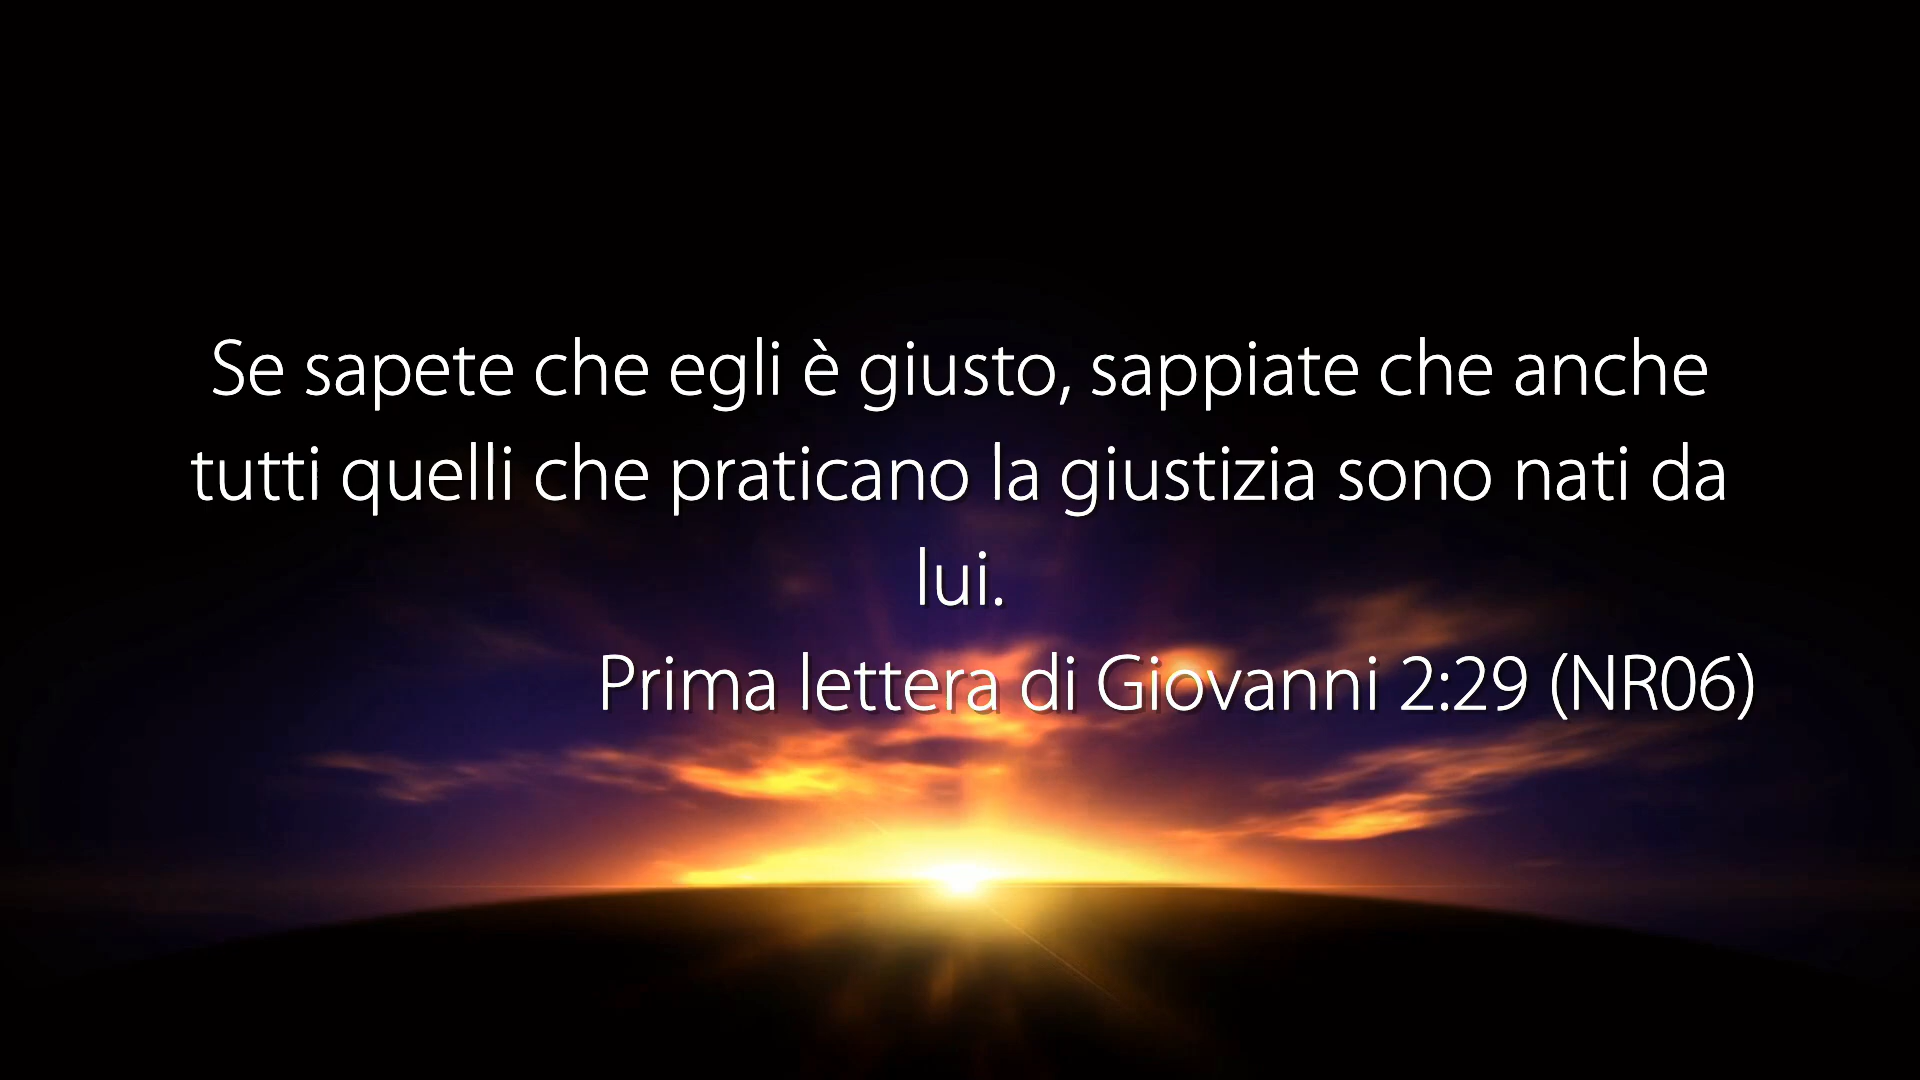 Se sapete che egli è giusto, sappiate che anche
tutti quelli che praticano la giustizia sono nati da
lui.
Prima lettera di Giovanni 2:29 (NR06)